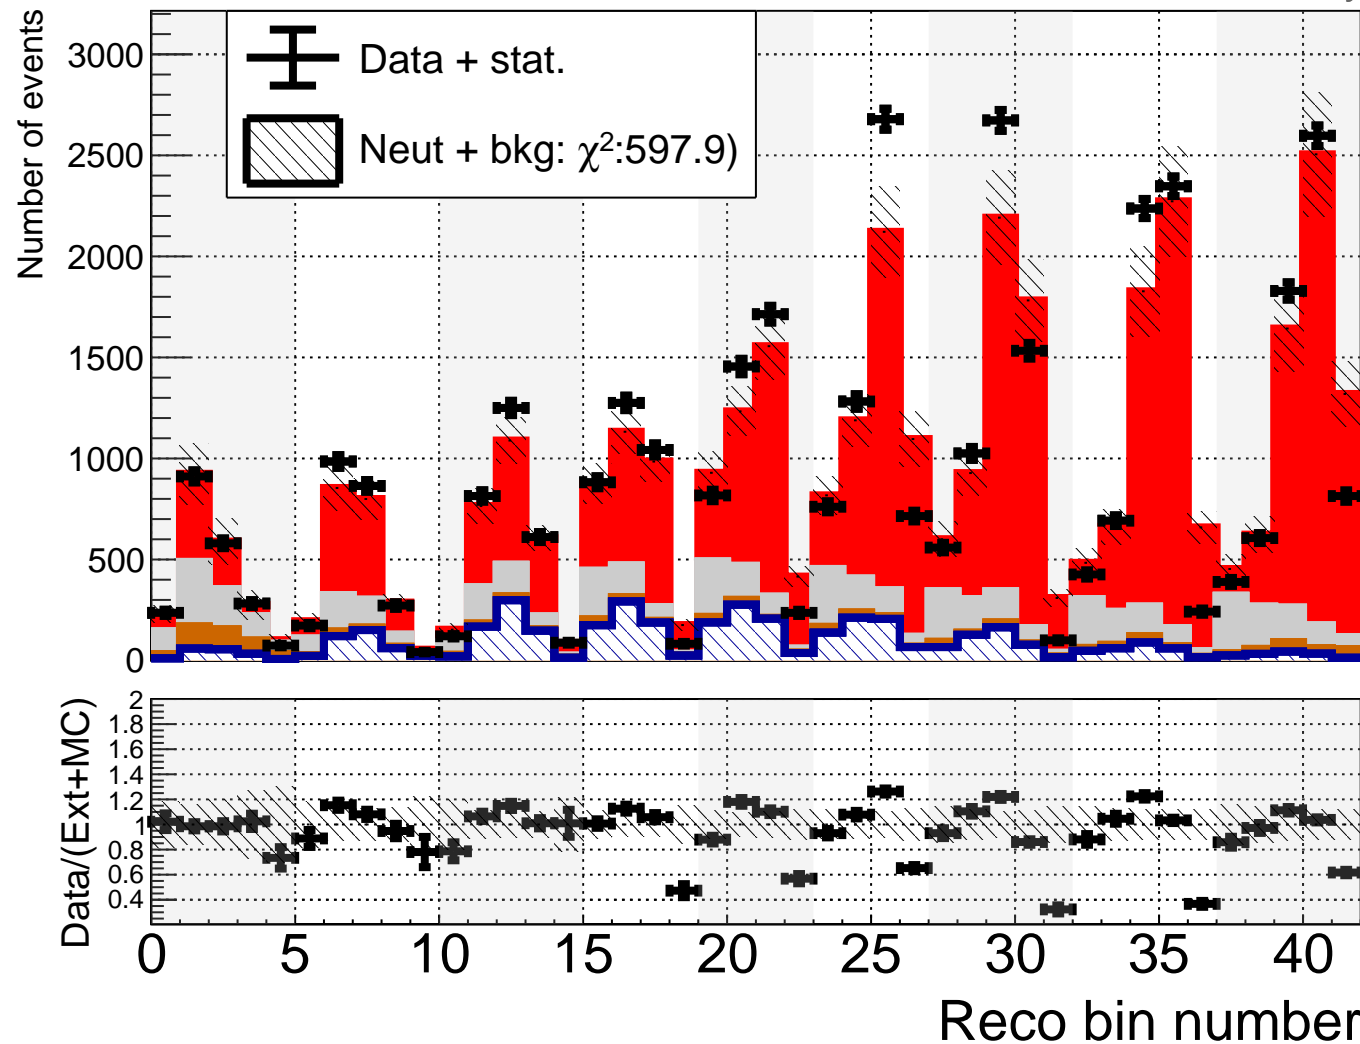 Number of events
3000
2500
2000
1500
1000
500
0
Data + stat.
Neut + bkg: χ²:597.9)
Data/(Ext+MC)
2
1.8
1.6
1.4
1.2
1
0.8
0.6
0.4
0 5 10 15 20 25 30 35 40
Reco bin number